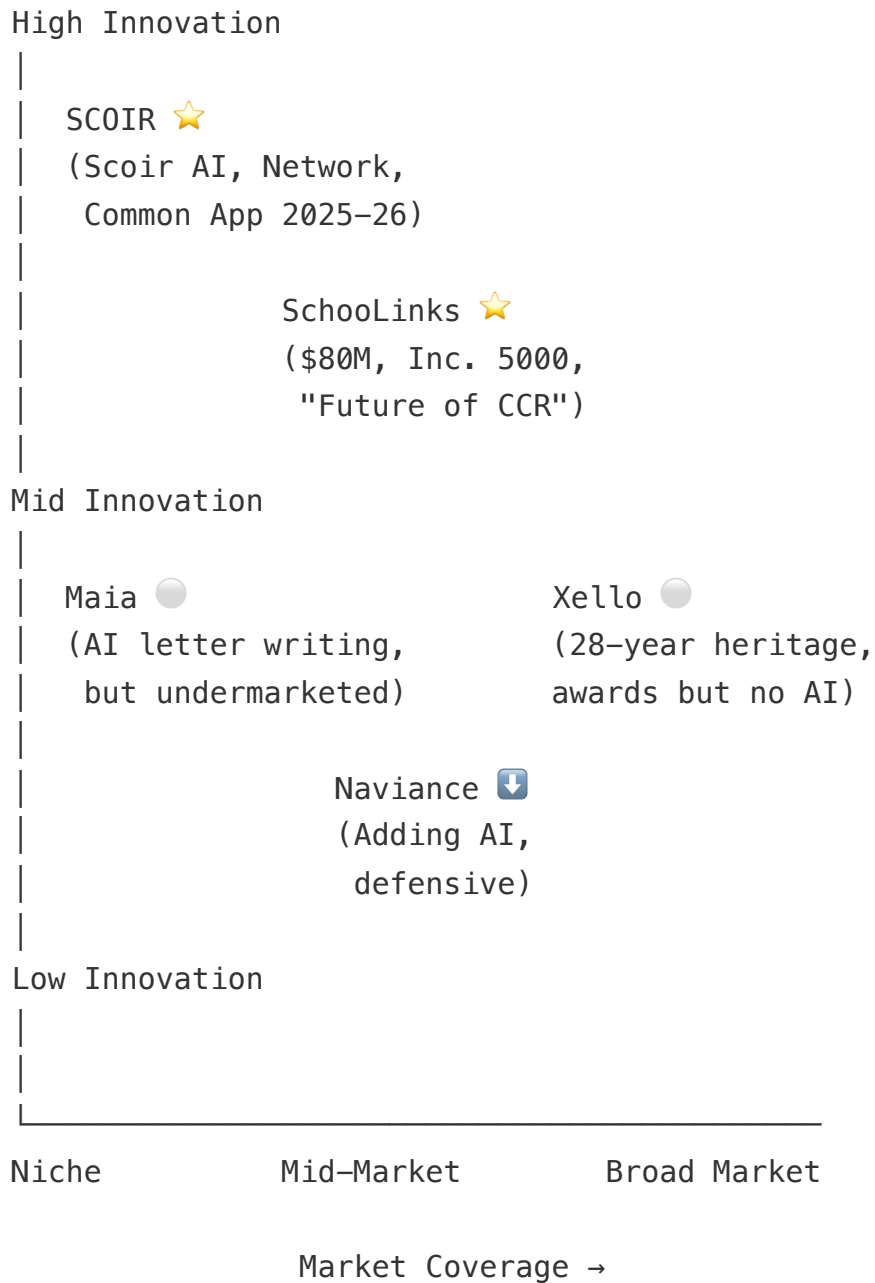 High Innovation
SCOIR ⭐
(Scoir AI, Network,
Common App 2025–26)
SchooLinks ⭐
($80M, Inc. 5000,
"Future of CCR")
Mid Innovation
Maia ⚪ Xello ⚪
(AI letter writing, (28–year heritage,
but undermarketed) awards but no AI)
Naviance ⬇️
(Adding AI,
defensive)
Low Innovation
Niche Mid–Market Broad Market
Market Coverage →